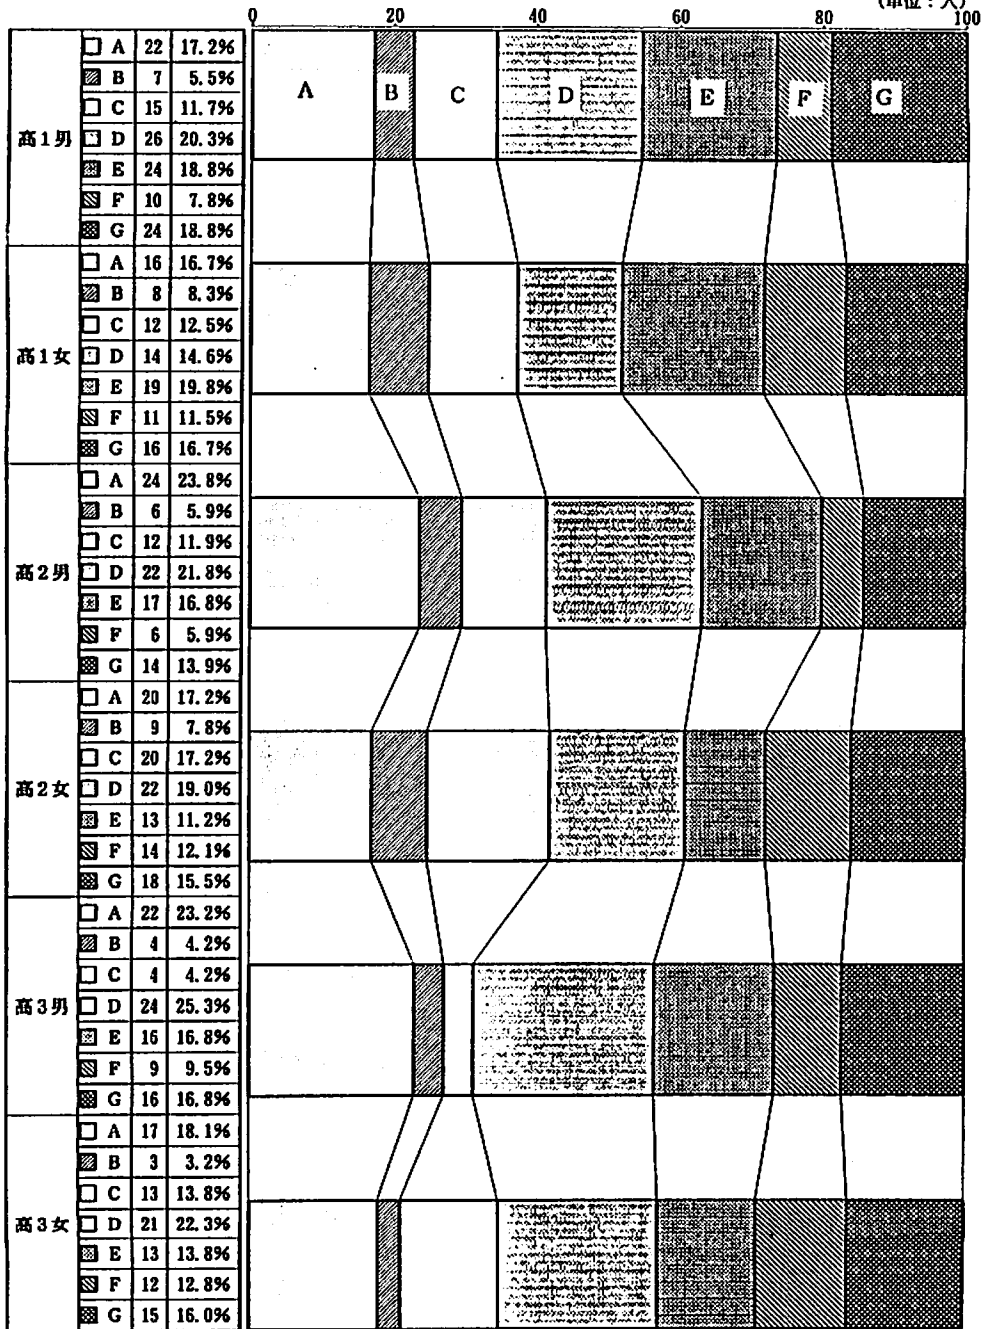 (単位：人)
0 20 40 60 80 100
A B C D E F G
高1男
A 22 17.2%
B 7 5.5%
C 15 11.7%
D 26 20.3%
E 24 18.8%
F 10 7.8%
G 24 18.8%
高1女
A 16 16.7%
B 8 8.3%
C 12 12.5%
D 14 14.6%
E 19 19.8%
F 11 11.5%
G 16 16.7%
高2男
A 24 23.8%
B 6 5.9%
C 12 11.9%
D 22 21.8%
E 17 16.8%
F 6 5.9%
G 14 13.9%
高2女
A 20 17.2%
B 9 7.8%
C 20 17.2%
D 22 19.0%
E 13 11.2%
F 14 12.1%
G 18 15.5%
高3男
A 22 23.2%
B 4 4.2%
C 4 4.2%
D 24 25.3%
E 16 16.8%
F 9 9.5%
G 16 16.8%
高3女
A 17 18.1%
B 3 3.2%
C 13 13.8%
D 21 22.3%
E 13 13.8%
F 12 12.8%
G 15 16.0%